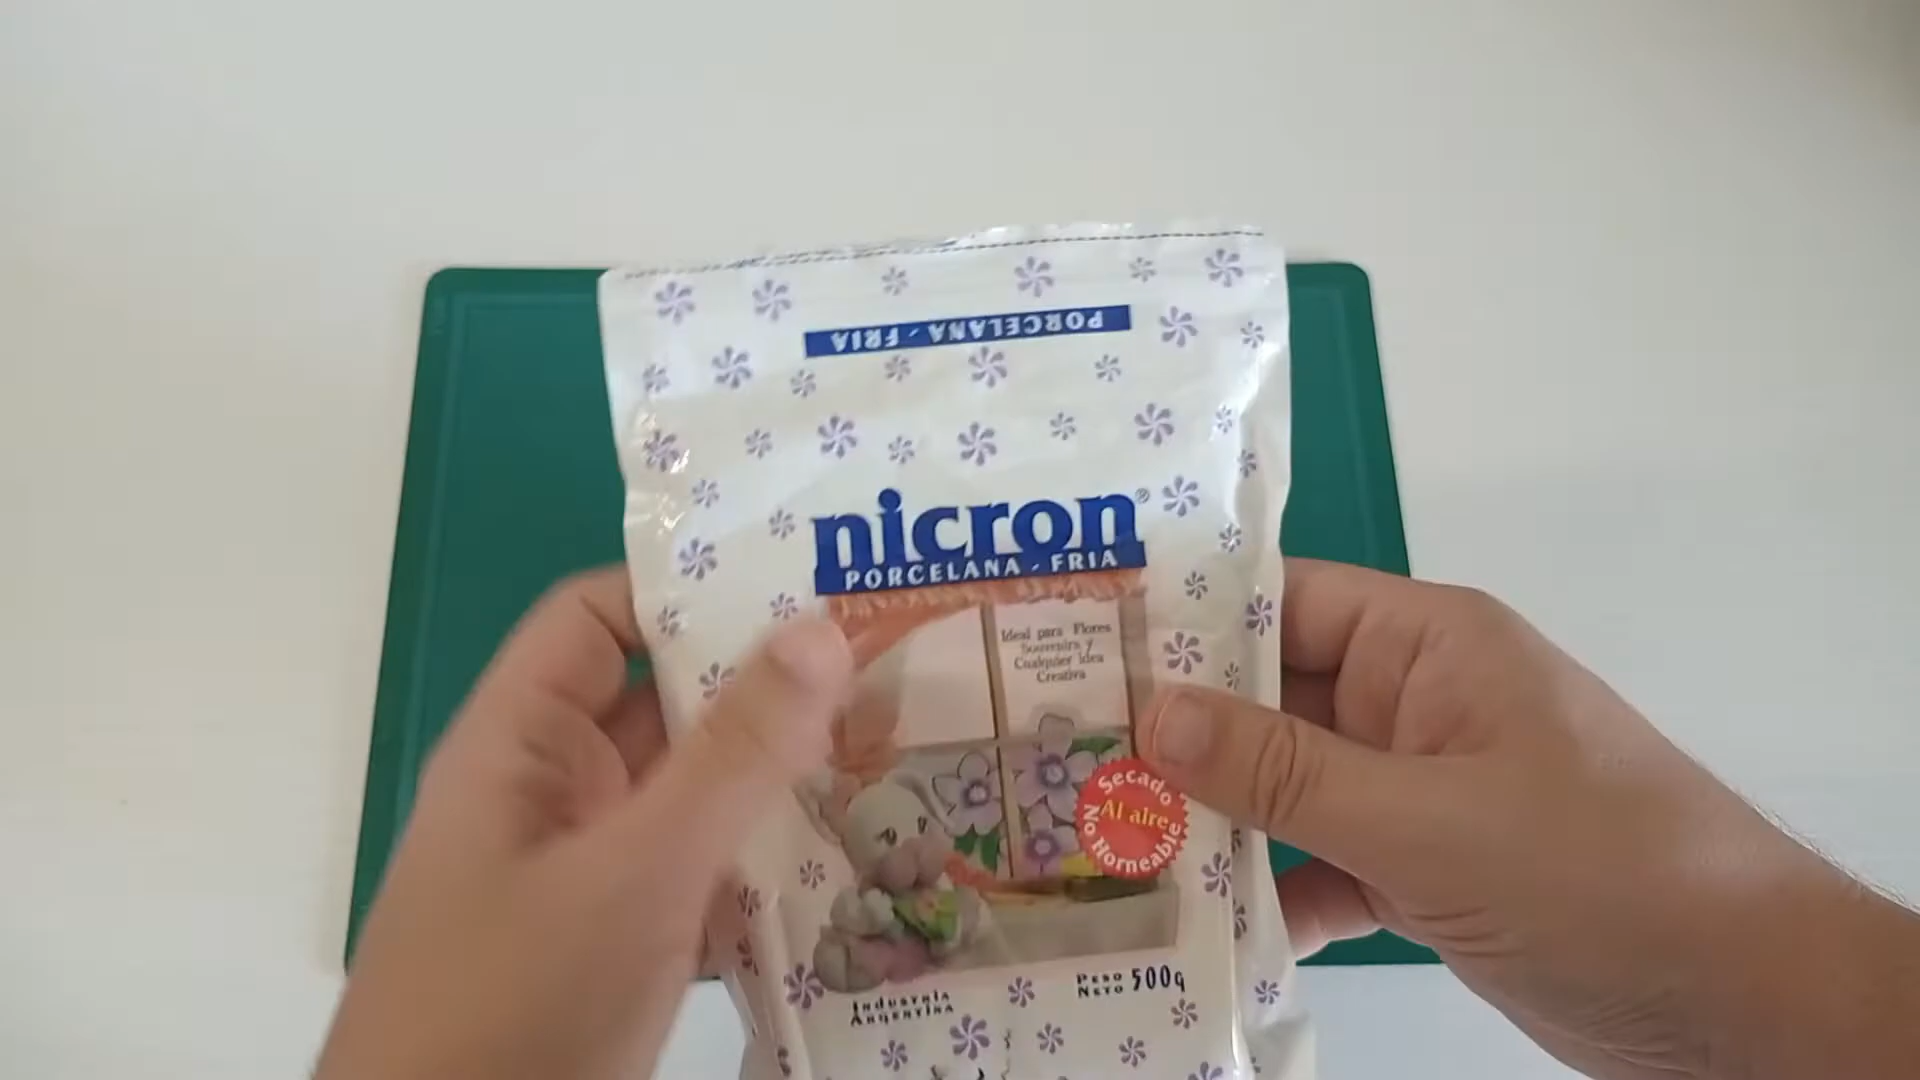 PORCELANA - FRIA
nicron®
PORCELANA - FRIA
Ideal para Flores
Souvenirs y
Cualquier idea
Creativa
Secado
Al aire
No Horneable
Industria
Argentina
Peso
Neto 500g